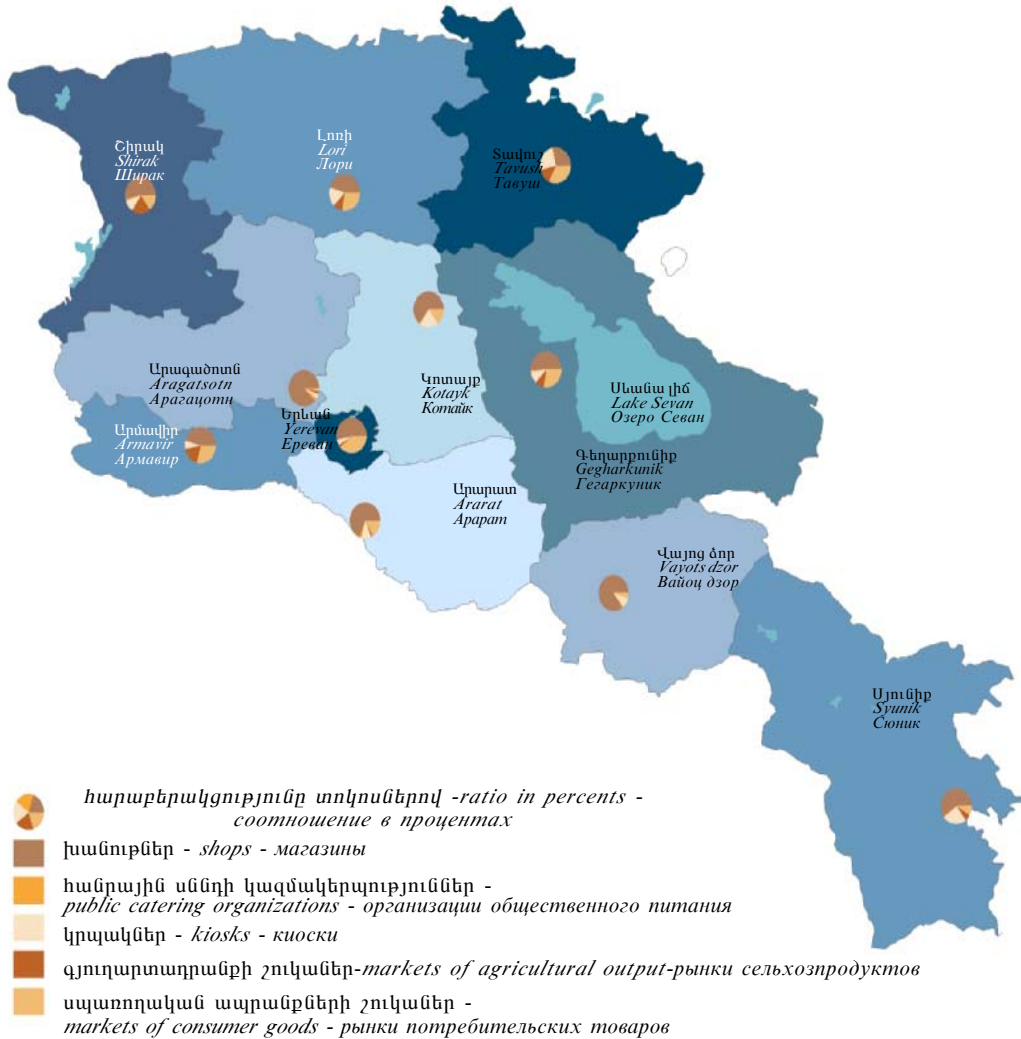 Շիրակ
Shirak
Ширак
Լոռի
Lori
Лори
Տավուշ
Tavush
Тавуш
Արագածոտն
Aragatsotn
Арагацотн
Կոտայք
Kotayk
Котайк
Սևանա լիճ
Lake Sevan
Озеро Севан
Երևան
Yerevan
Ереван
Արմավիր
Armavir
Армавир
Գեղարքունիք
Gegharkunik
Гегаркуник
Արարատ
Ararat
Арарат
Վայոց ձոր
Vayots dzor
Вайоц дзор
Սյունիք
Syunik
Сюник
հարաբերակցությունը տոկոսներով -ratio in percents -
соотношение в процентах
խանութներ - shops - магазины
հանրային սննդի կազմակերպություններ -
public catering organizations - организации общественного питания
կրպակներ - kiosks - киоски
գյուղարտադրանքի շուկաներ-markets of agricultural output-рынки сельхозпродуктов
սպառողական ապրանքների շուկաներ -
markets of consumer goods - рынки потребительских товаров